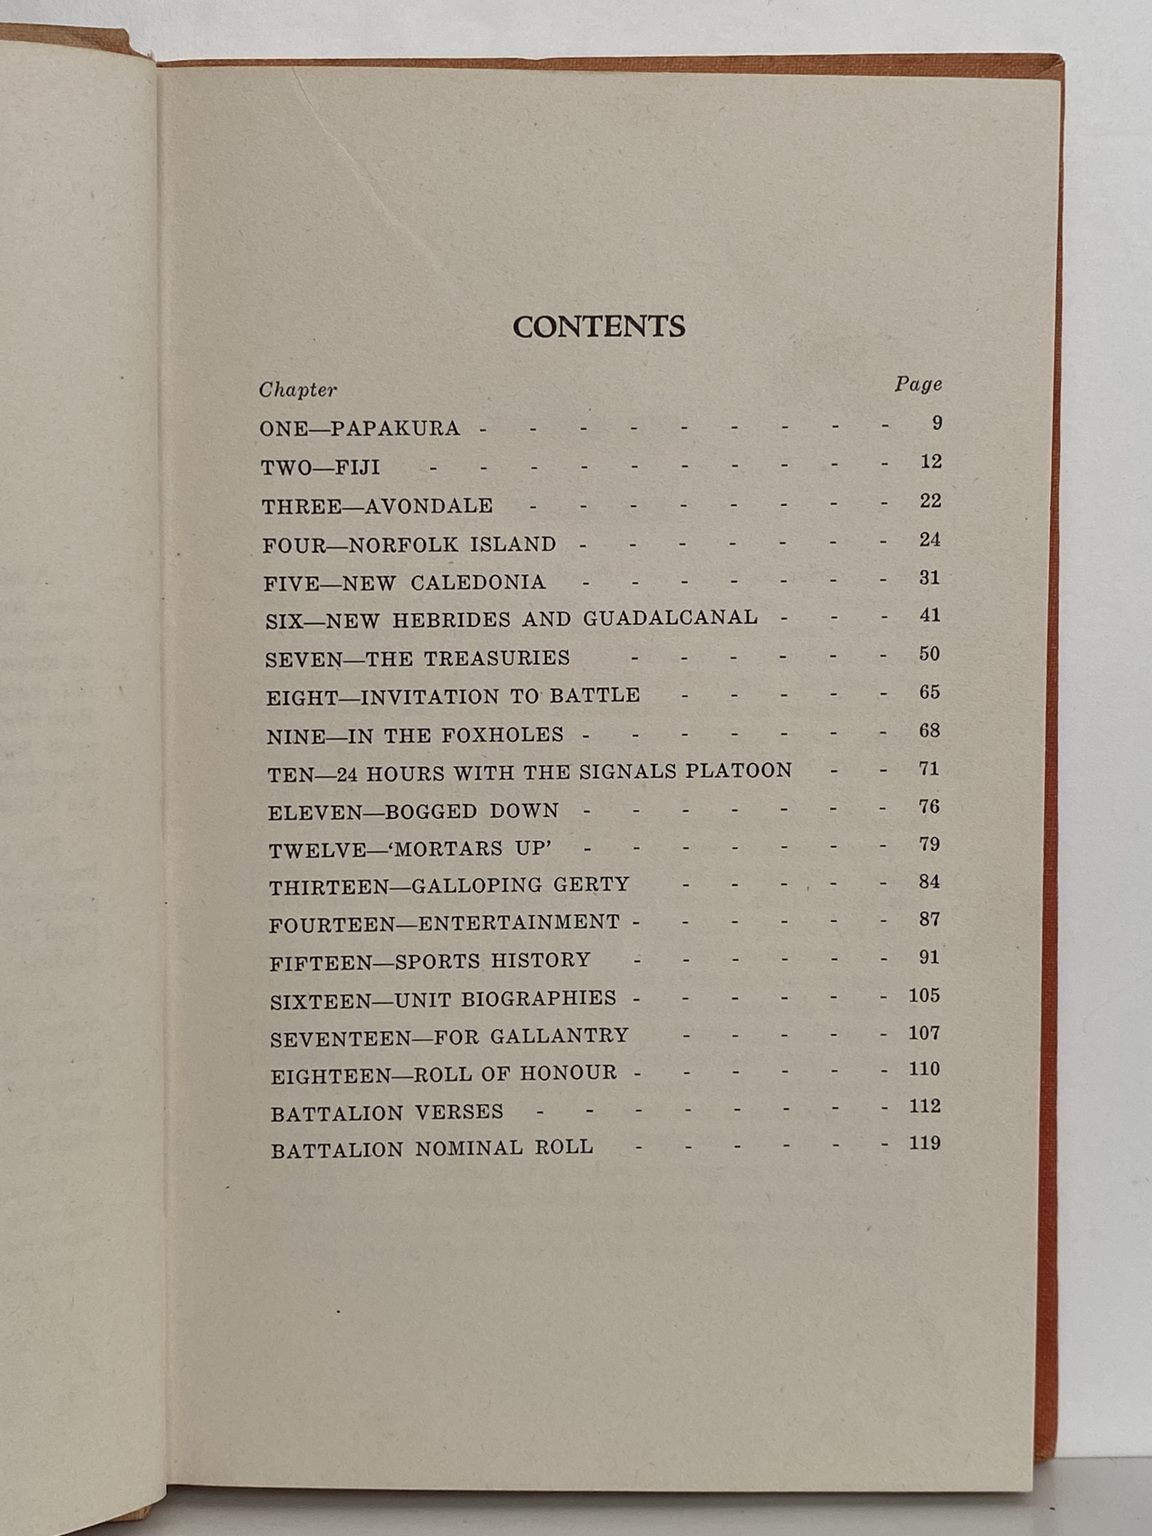 CONTENTS
Chapter Page
ONE—PAPAKURA - - - - - - - - - 9
TWO—FIJI - - - - - - - - - - 12
THREE—AVONDALE - - - - - - - - 22
FOUR—NORFOLK ISLAND - - - - - - - 24
FIVE—NEW CALEDONIA - - - - - - - 31
SIX—NEW HEBRIDES AND GUADALCANAL - - - 41
SEVEN—THE TREASURIES - - - - - - 50
EIGHT—INVITATION TO BATTLE - - - - - 65
NINE—IN THE FOXHOLES - - - - - - - 68
TEN—24 HOURS WITH THE SIGNALS PLATOON - - 71
ELEVEN—BOGGED DOWN - - - - - - - 76
TWELVE—‘MORTARS UP’ - - - - - - - 79
THIRTEEN—GALLOPING GERTY - - - - - 84
FOURTEEN—ENTERTAINMENT - - - - - - 87
FIFTEEN—SPORTS HISTORY - - - - - - 91
SIXTEEN—UNIT BIOGRAPHIES - - - - - - 105
SEVENTEEN—FOR GALLANTRY - - - - - 107
EIGHTEEN—ROLL OF HONOUR - - - - - - 110
BATTALION VERSES - - - - - - - - 112
BATTALION NOMINAL ROLL - - - - - - 119